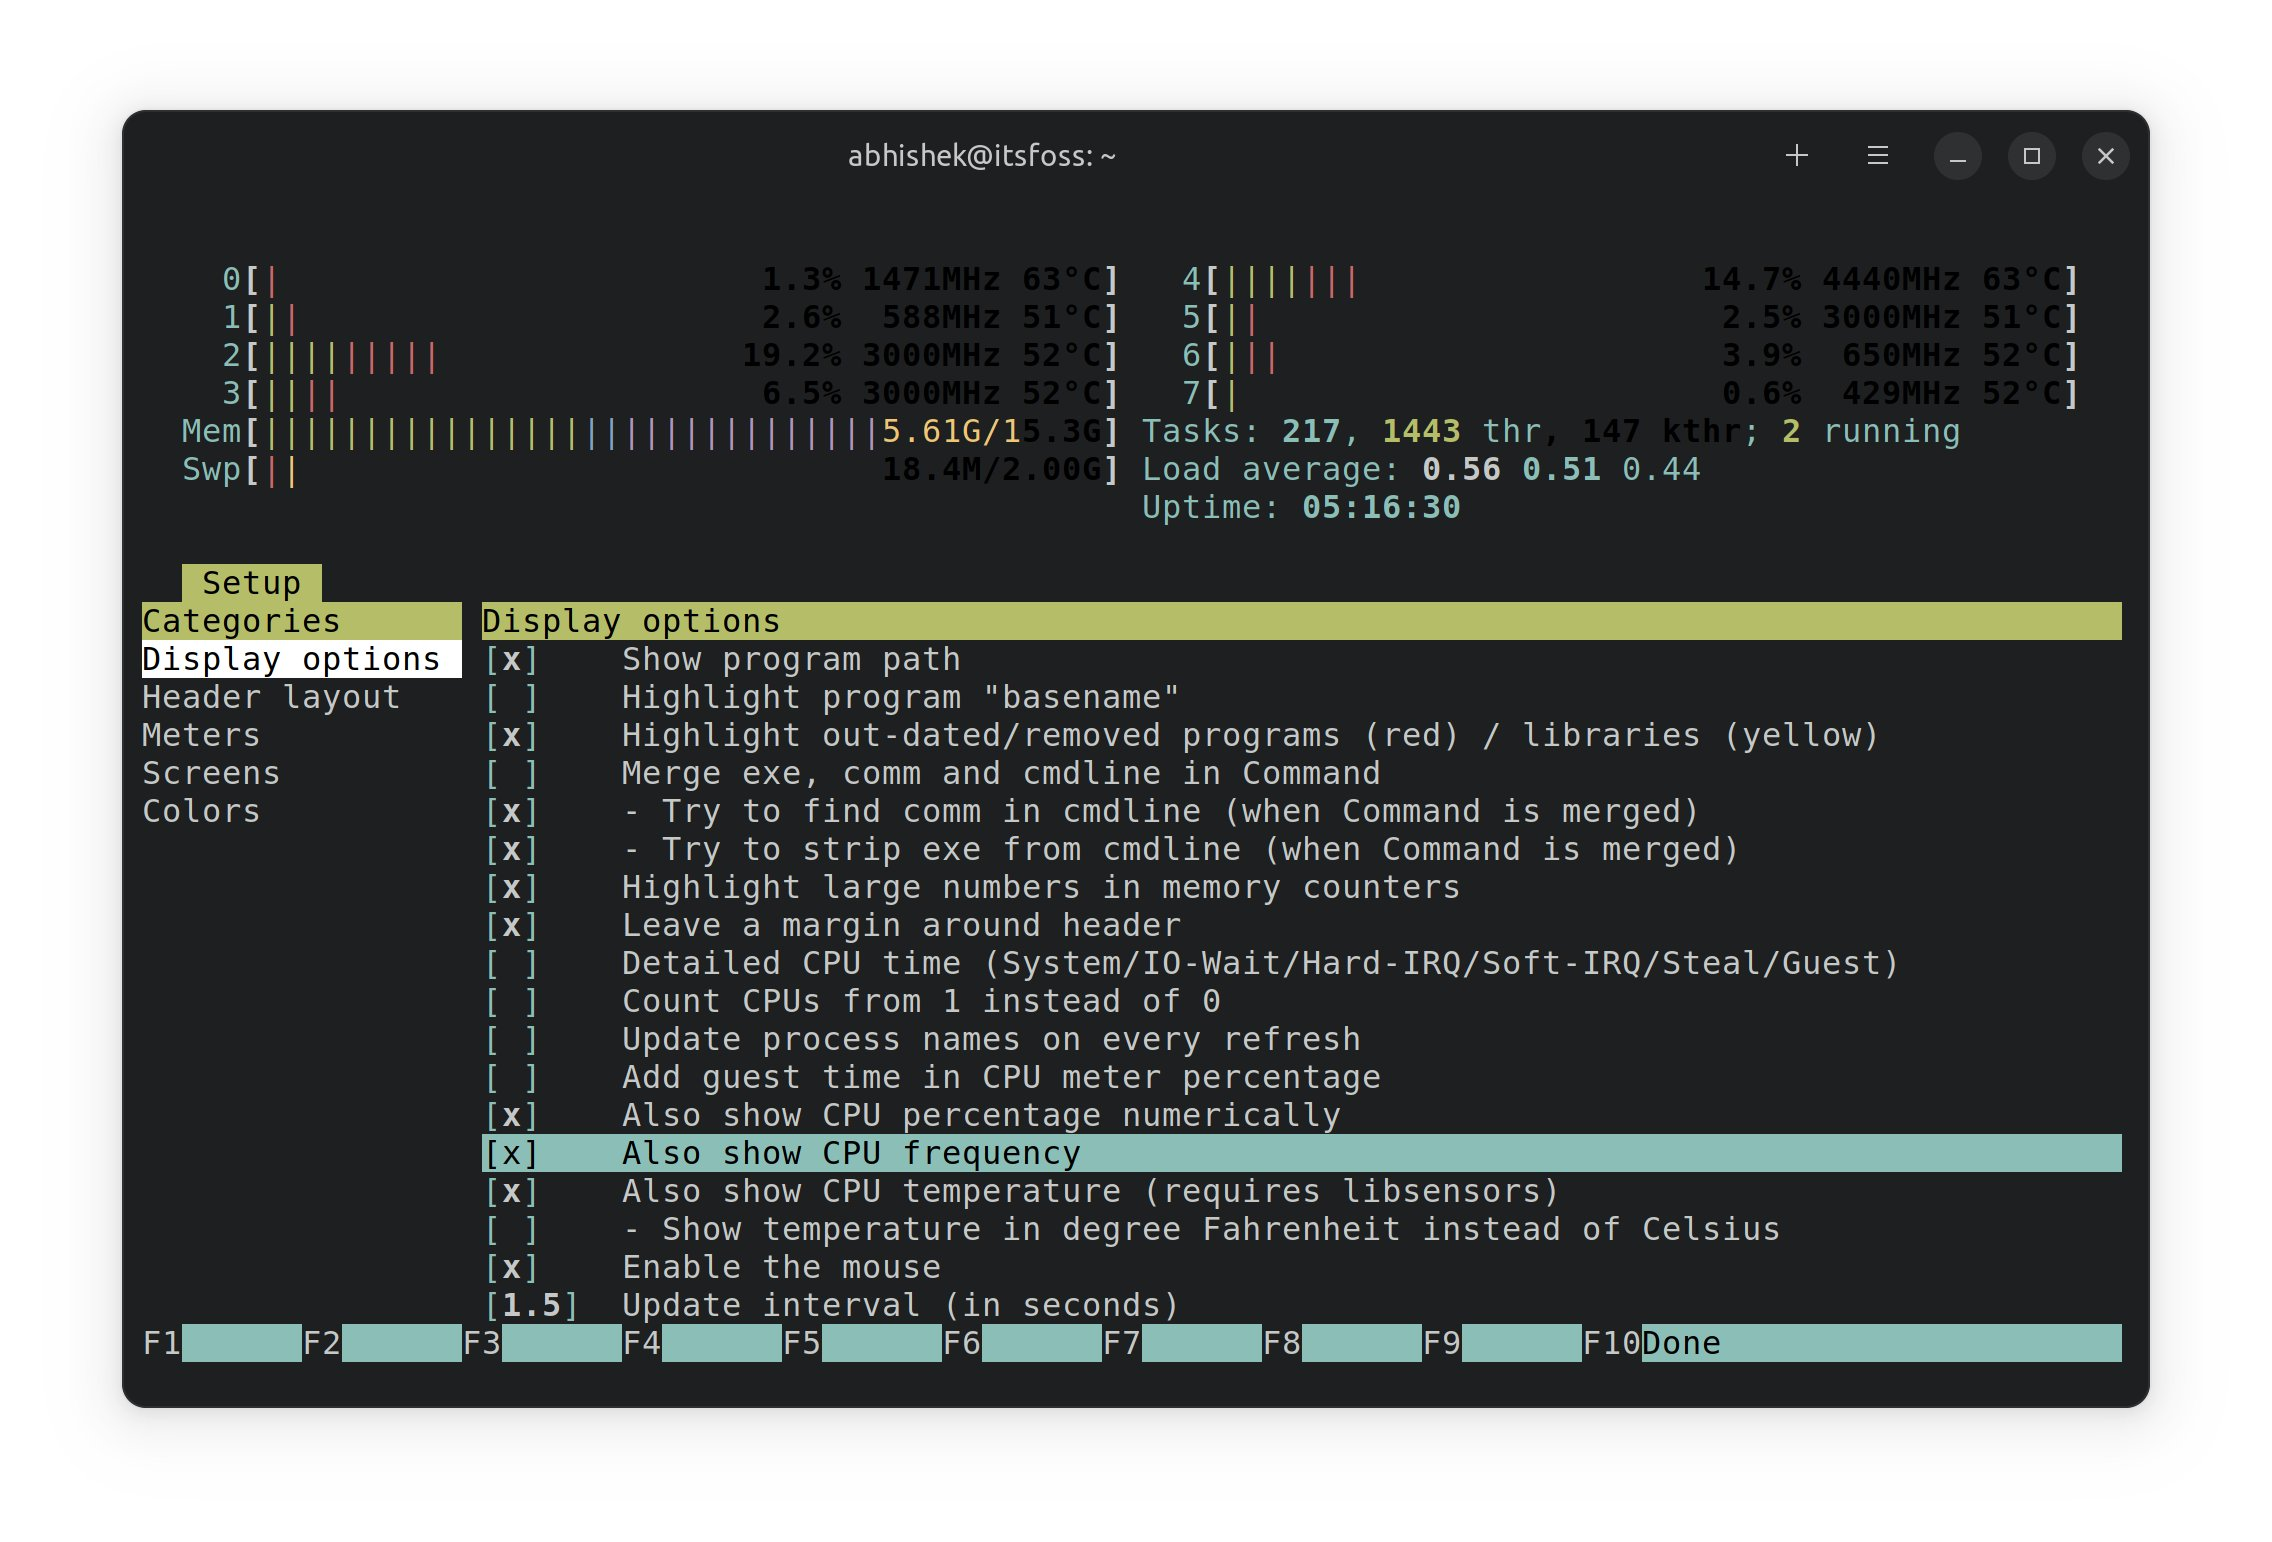 abhishek@itsfoss: ~
0[|                        1.3% 1471MHz 63°C]   4[|||||||                 14.7% 4440MHz 63°C]
1[||                       2.6%  588MHz 51°C]   5[||                       2.5% 3000MHz 51°C]
2[|||||||||               19.2% 3000MHz 52°C]   6[|||                      3.9%  650MHz 52°C]
3[||||                     6.5% 3000MHz 52°C]   7[|                        0.6%  429MHz 52°C]
Mem[|||||||||||||||||||||||||||||||5.61G/15.3G] Tasks: 217, 1443 thr, 147 kthr; 2 running
Swp[||                             18.4M/2.00G] Load average: 0.56 0.51 0.44
Uptime: 05:16:30
Setup
Categories       Display options
Display options  [x]    Show program path
Header layout    [ ]    Highlight program "basename"
Meters           [x]    Highlight out-dated/removed programs (red) / libraries (yellow)
Screens          [ ]    Merge exe, comm and cmdline in Command
Colors           [x]    - Try to find comm in cmdline (when Command is merged)
[x]    - Try to strip exe from cmdline (when Command is merged)
[x]    Highlight large numbers in memory counters
[x]    Leave a margin around header
[ ]    Detailed CPU time (System/IO-Wait/Hard-IRQ/Soft-IRQ/Steal/Guest)
[ ]    Count CPUs from 1 instead of 0
[ ]    Update process names on every refresh
[ ]    Add guest time in CPU meter percentage
[x]    Also show CPU percentage numerically
[x]    Also show CPU frequency
[x]    Also show CPU temperature (requires libsensors)
[ ]    - Show temperature in degree Fahrenheit instead of Celsius
[x]    Enable the mouse
[1.5]  Update interval (in seconds)
F1      F2      F3      F4      F5      F6      F7      F8      F9      F10Done